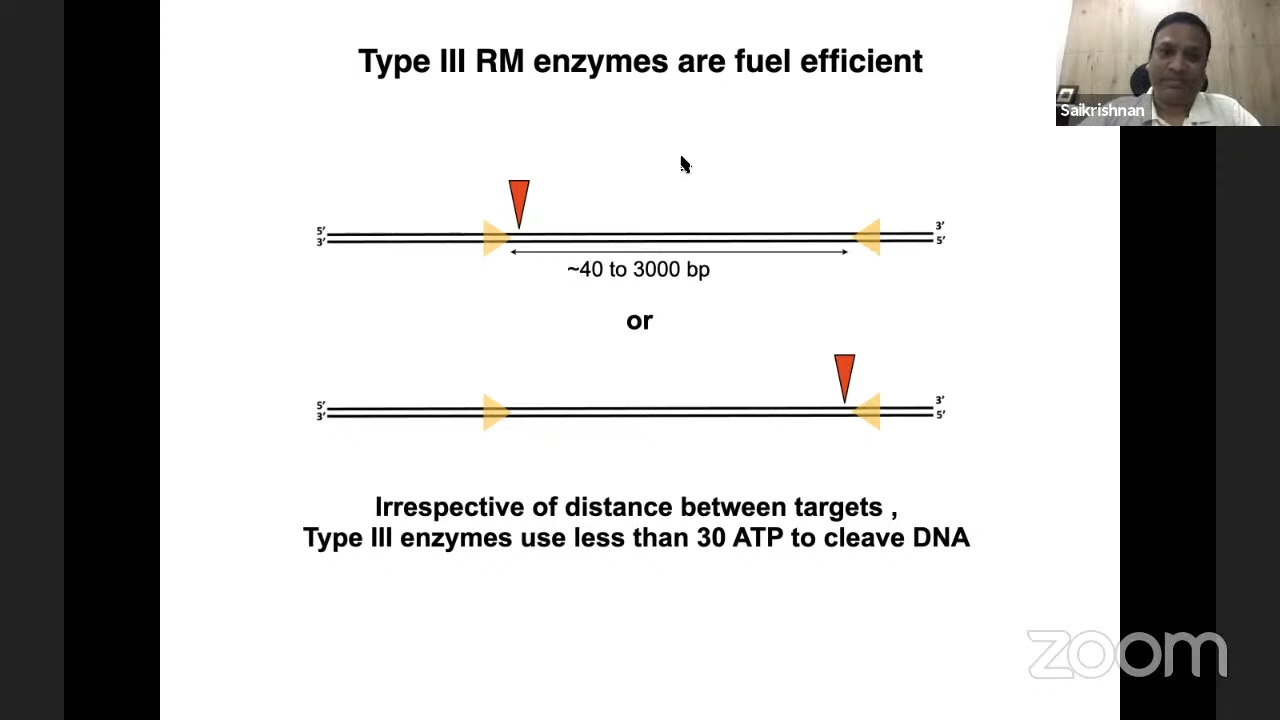 Type III RM enzymes are fuel efficient
Saikrishnan
5' 3'
3' 5'
~40 to 3000 bp
or
5' 3'
3' 5'
Irrespective of distance between targets ,
Type III enzymes use less than 30 ATP to cleave DNA
zoom